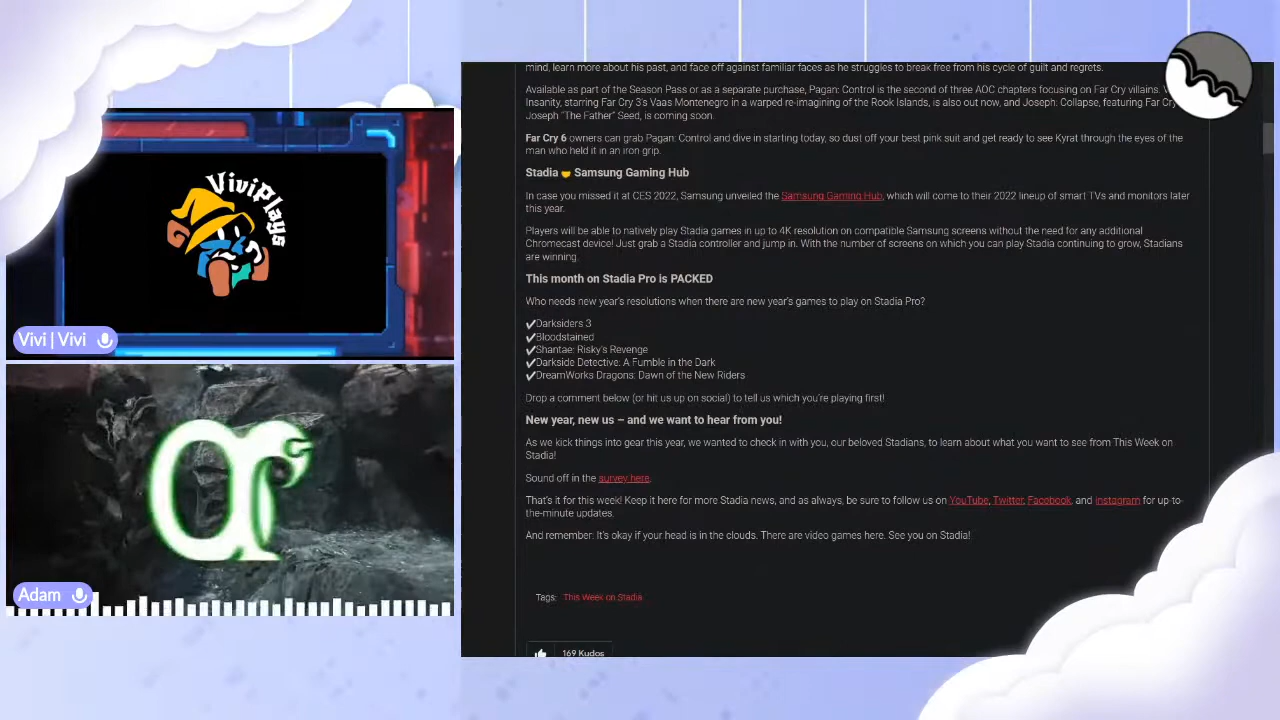 ViviPlays
Vivi | Vivi
Adam
mind, learn more about his past, and face off against familiar faces as he struggles to break free from his cycle of guilt and regrets.
Available as part of the Season Pass or as a separate purchase, Pagan: Control is the second of three AOC chapters focusing on Far Cry villains.
Insanity, starring Far Cry 3's Vaas Montenegro in a warped re-imagining of the Rook Islands, is also out now, and Joseph: Collapse, featuring Far Cry
Joseph "The Father" Seed, is coming soon.
Far Cry 6 owners can grab Pagan: Control and dive in starting today, so dust off your best pink suit and get ready to see Kyrat through the eyes of the
man who held it in an iron grip.
Stadia 🤝 Samsung Gaming Hub
In case you missed it at CES 2022, Samsung unveiled the Samsung Gaming Hub, which will come to their 2022 lineup of smart TVs and monitors later
this year.
Players will be able to natively play Stadia games in up to 4K resolution on compatible Samsung screens without the need for any additional
Chromecast device! Just grab a Stadia controller and jump in. With the number of screens on which you can play Stadia continuing to grow, Stadians
are winning.
This month on Stadia Pro is PACKED
Who needs new year's resolutions when there are new year's games to play on Stadia Pro?
✔Darksiders 3
✔Bloodstained
✔Shantae: Risky's Revenge
✔Darkside Detective: A Fumble in the Dark
✔DreamWorks Dragons: Dawn of the New Riders
Drop a comment below (or hit us up on social) to tell us which you're playing first!
New year, new us – and we want to hear from you!
As we kick things into gear this year, we wanted to check in with you, our beloved Stadians, to learn about what you want to see from This Week on
Stadia!
Sound off in the survey here.
That's it for this week! Keep it here for more Stadia news, and as always, be sure to follow us on YouTube, Twitter, Facebook, and Instagram for up-to-
the-minute updates.
And remember: It's okay if your head is in the clouds. There are video games here. See you on Stadia!
Tags: This Week on Stadia
169 Kudos